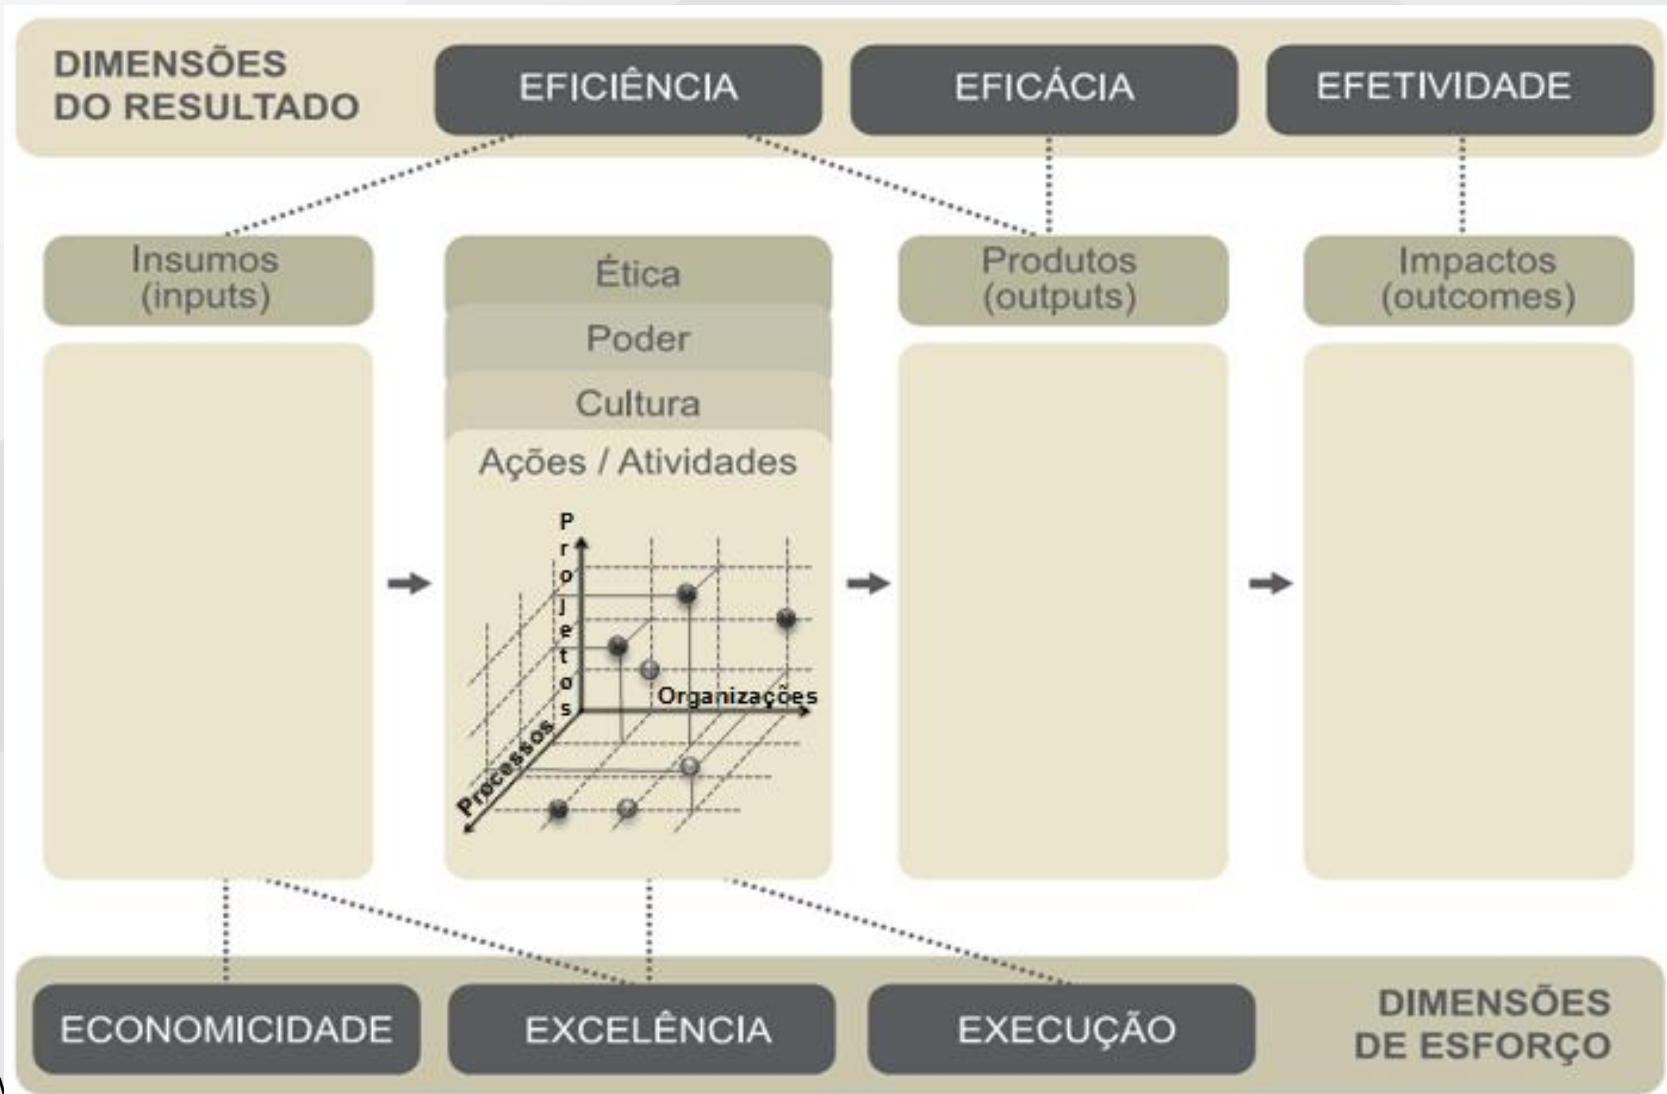 DIMENSÕES
DO RESULTADO
EFICIÊNCIA
EFICÁCIA
EFETIVIDADE
Insumos
(inputs)
Ética
Poder
Cultura
Ações / Atividades
Projetos
Organizações
Processos
Produtos
(outputs)
Impactos
(outcomes)
ECONOMICIDADE
EXCELÊNCIA
EXECUÇÃO
DIMENSÕES
DE ESFORÇO